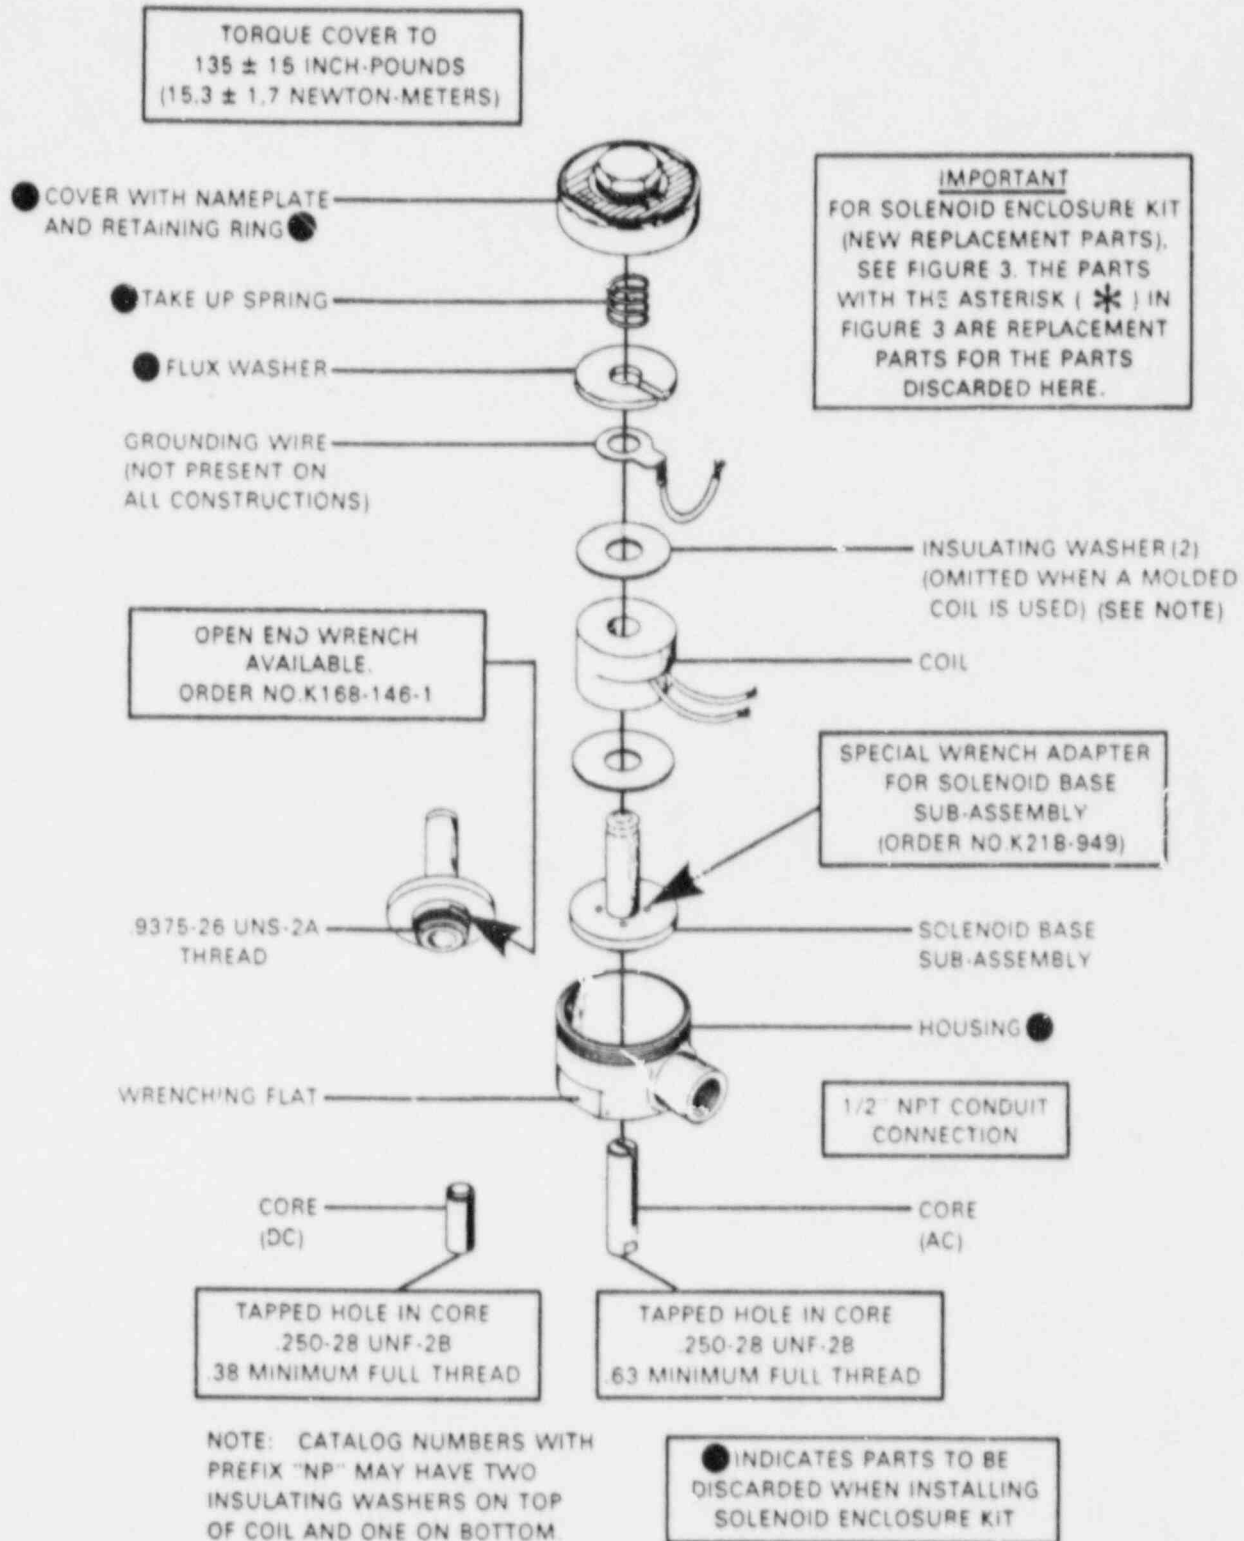 TORQUE COVER TO
135 ± 15 INCH-POUNDS
(15,3 ± 1,7 NEWTON-METERS)
● COVER WITH NAMEPLATE
AND RETAINING RING ●
● TAKE UP SPRING
● FLUX WASHER
GROUNDING WIRE
(NOT PRESENT ON
ALL CONSTRUCTIONS)
IMPORTANT
FOR SOLENOID ENCLOSURE KIT
(NEW REPLACEMENT PARTS),
SEE FIGURE 3. THE PARTS
WITH THE ASTERISK ( * ) IN
FIGURE 3 ARE REPLACEMENT
PARTS FOR THE PARTS
DISCARDED HERE.
INSULATING WASHER (2)
(OMITTED WHEN A MOLDED
COIL IS USED) (SEE NOTE)
OPEN END WRENCH
AVAILABLE.
ORDER NO.K168-146-1
COIL
SPECIAL WRENCH ADAPTER
FOR SOLENOID BASE
SUB-ASSEMBLY
(ORDER NO.K218-949)
.9375-26 UNS-2A
THREAD
SOLENOID BASE
SUB-ASSEMBLY
HOUSING ●
WRENCHING FLAT
1/2" NPT CONDUIT
CONNECTION
CORE
(DC)
CORE
(AC)
TAPPED HOLE IN CORE
.250-28 UNF-2B
.38 MINIMUM FULL THREAD
TAPPED HOLE IN CORE
.250-28 UNF-2B
.63 MINIMUM FULL THREAD
NOTE: CATALOG NUMBERS WITH
PREFIX "NP" MAY HAVE TWO
INSULATING WASHERS ON TOP
OF COIL AND ONE ON BOTTOM.
● INDICATES PARTS TO BE
DISCARDED WHEN INSTALLING
SOLENOID ENCLOSURE KIT